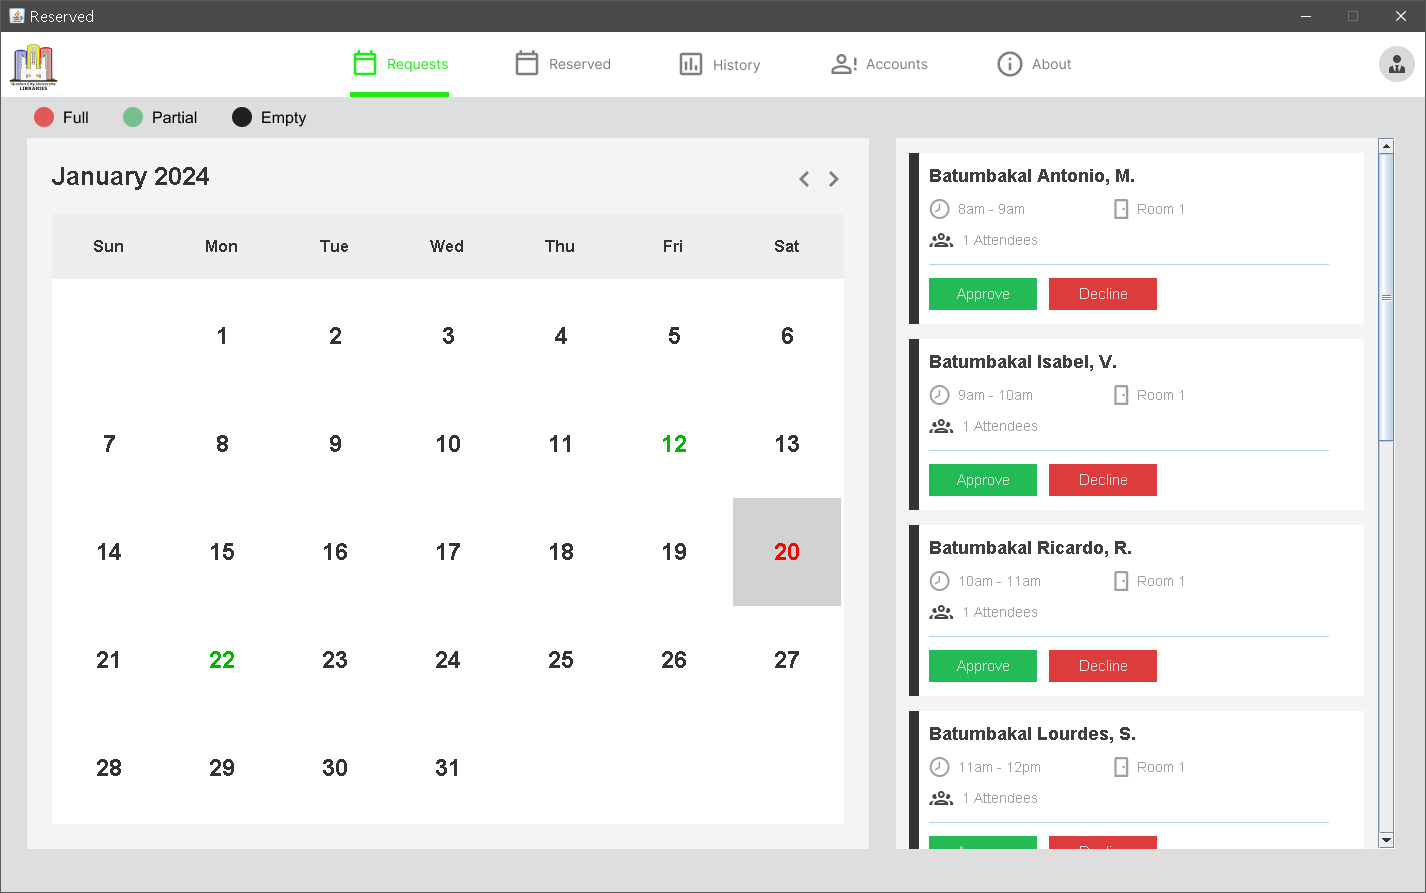 Reserved
Quezon City University
LIBRARIES
Requests
Reserved
History
Accounts
About
Full
Partial
Empty
January 2024
Sun Mon Tue Wed Thu Fri Sat
1 2 3 4 5 6
7 8 9 10 11 12 13
14 15 16 17 18 19 20
21 22 23 24 25 26 27
28 29 30 31
Batumbakal Antonio, M.
8am - 9am Room 1
1 Attendees
Approve Decline
Batumbakal Isabel, V.
9am - 10am Room 1
1 Attendees
Approve Decline
Batumbakal Ricardo, R.
10am - 11am Room 1
1 Attendees
Approve Decline
Batumbakal Lourdes, S.
11am - 12pm Room 1
1 Attendees
Approve Decline